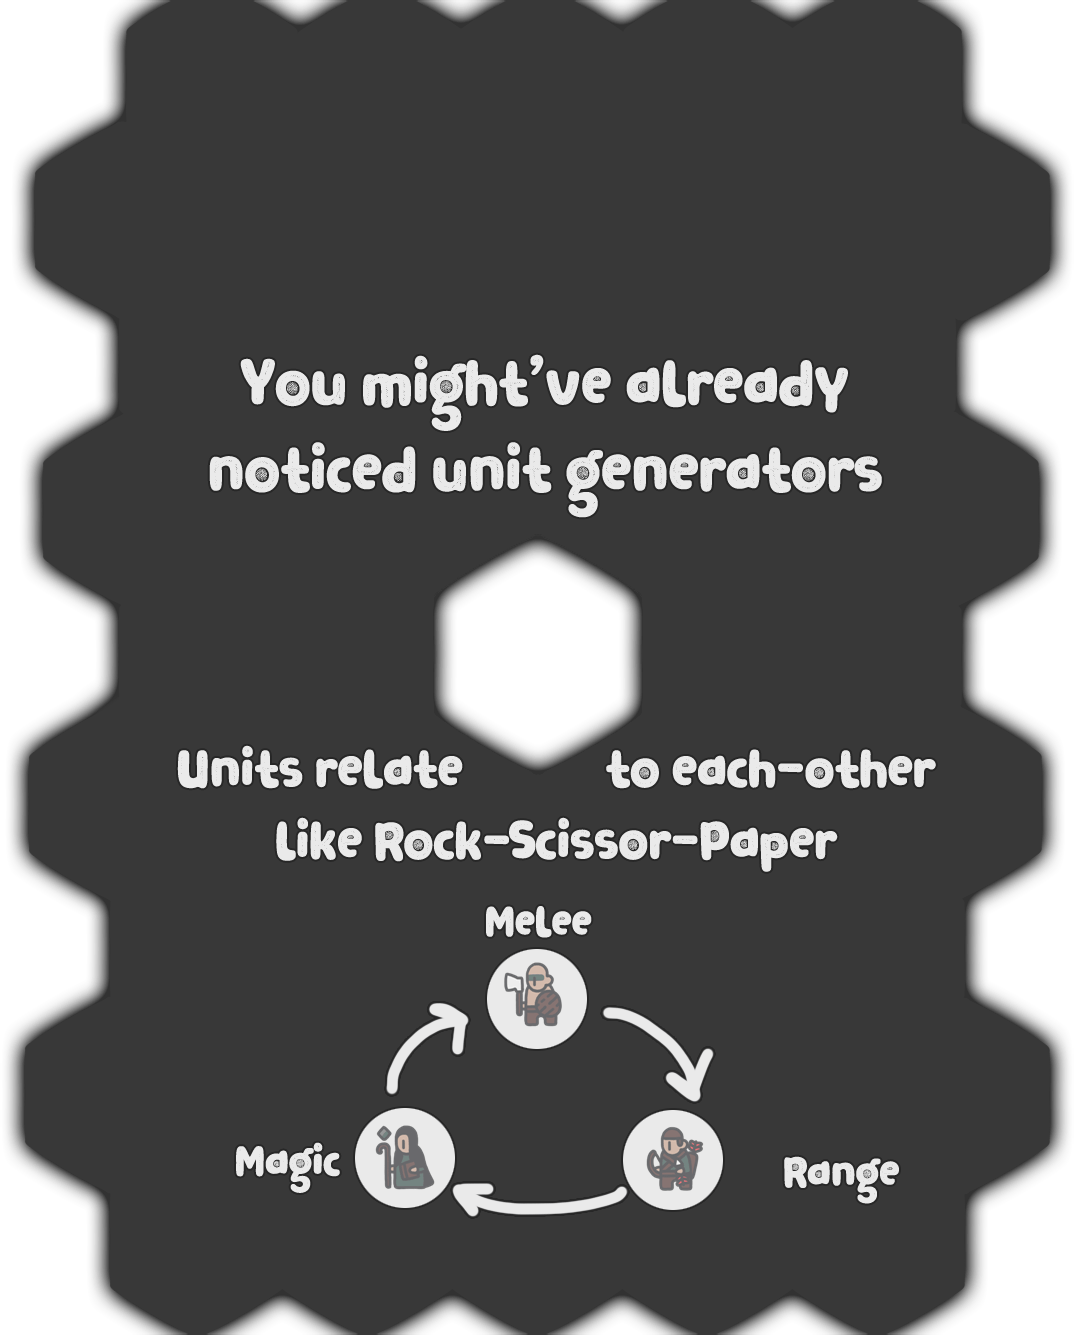 You might've already
noticed unit generators
Units relate to each-other
like Rock-Scissor-Paper
Melee
Magic
Range